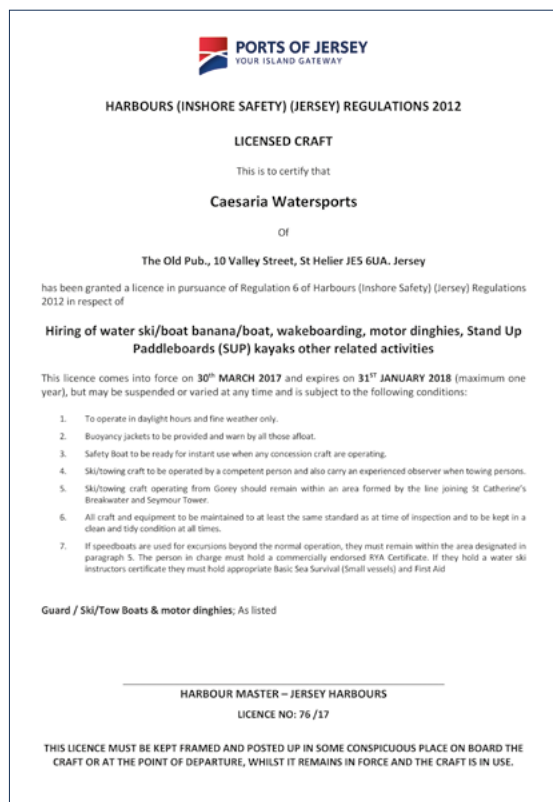 PORTS OF JERSEY
YOUR ISLAND GATEWAY
HARBOURS (INSHORE SAFETY) (JERSEY) REGULATIONS 2012
LICENSED CRAFT
This is to certify that
Caesaria Watersports
Of
The Old Pub., 10 Valley Street, St Helier JE5 6UA. Jersey
has been granted a licence in pursuance of Regulation 6 of Harbours (Inshore Safety) (Jersey) Regulations
2012 in respect of
Hiring of water ski/boat banana/boat, wakeboarding, motor dinghies, Stand Up
Paddleboards (SUP) kayaks other related activities
This licence comes into force on 30th MARCH 2017 and expires on 31ST JANUARY 2018 (maximum one
year), but may be suspended or varied at any time and is subject to the following conditions:
1. To operate in daylight hours and fine weather only.
2. Buoyancy jackets to be provided and warn by all those afloat.
3. Safety Boat to be ready for instant use when any concession craft are operating.
4. Ski/towing craft to be operated by a competent person and also carry an experienced observer when towing persons.
5. Ski/towing craft operating from Gorey should remain within an area formed by the line joining St Catherine's
Breakwater and Seymour Tower.
6. All craft and equipment to be maintained to at least the same standard as at time of inspection and to be kept in a
clean and tidy condition at all times.
7. If speedboats are used for excursions beyond the normal operation, they must remain within the area designated in
paragraph 5. The person in charge must hold a commercially endorsed RYA Certificate. If they hold a water ski
instructors certificate they must hold appropriate Basic Sea Survival (Small vessels) and First Aid
Guard / Ski/Tow Boats & motor dinghies; As listed
HARBOUR MASTER – JERSEY HARBOURS
LICENCE NO: 76 /17
THIS LICENCE MUST BE KEPT FRAMED AND POSTED UP IN SOME CONSPICUOUS PLACE ON BOARD THE
CRAFT OR AT THE POINT OF DEPARTURE, WHILST IT REMAINS IN FORCE AND THE CRAFT IS IN USE.